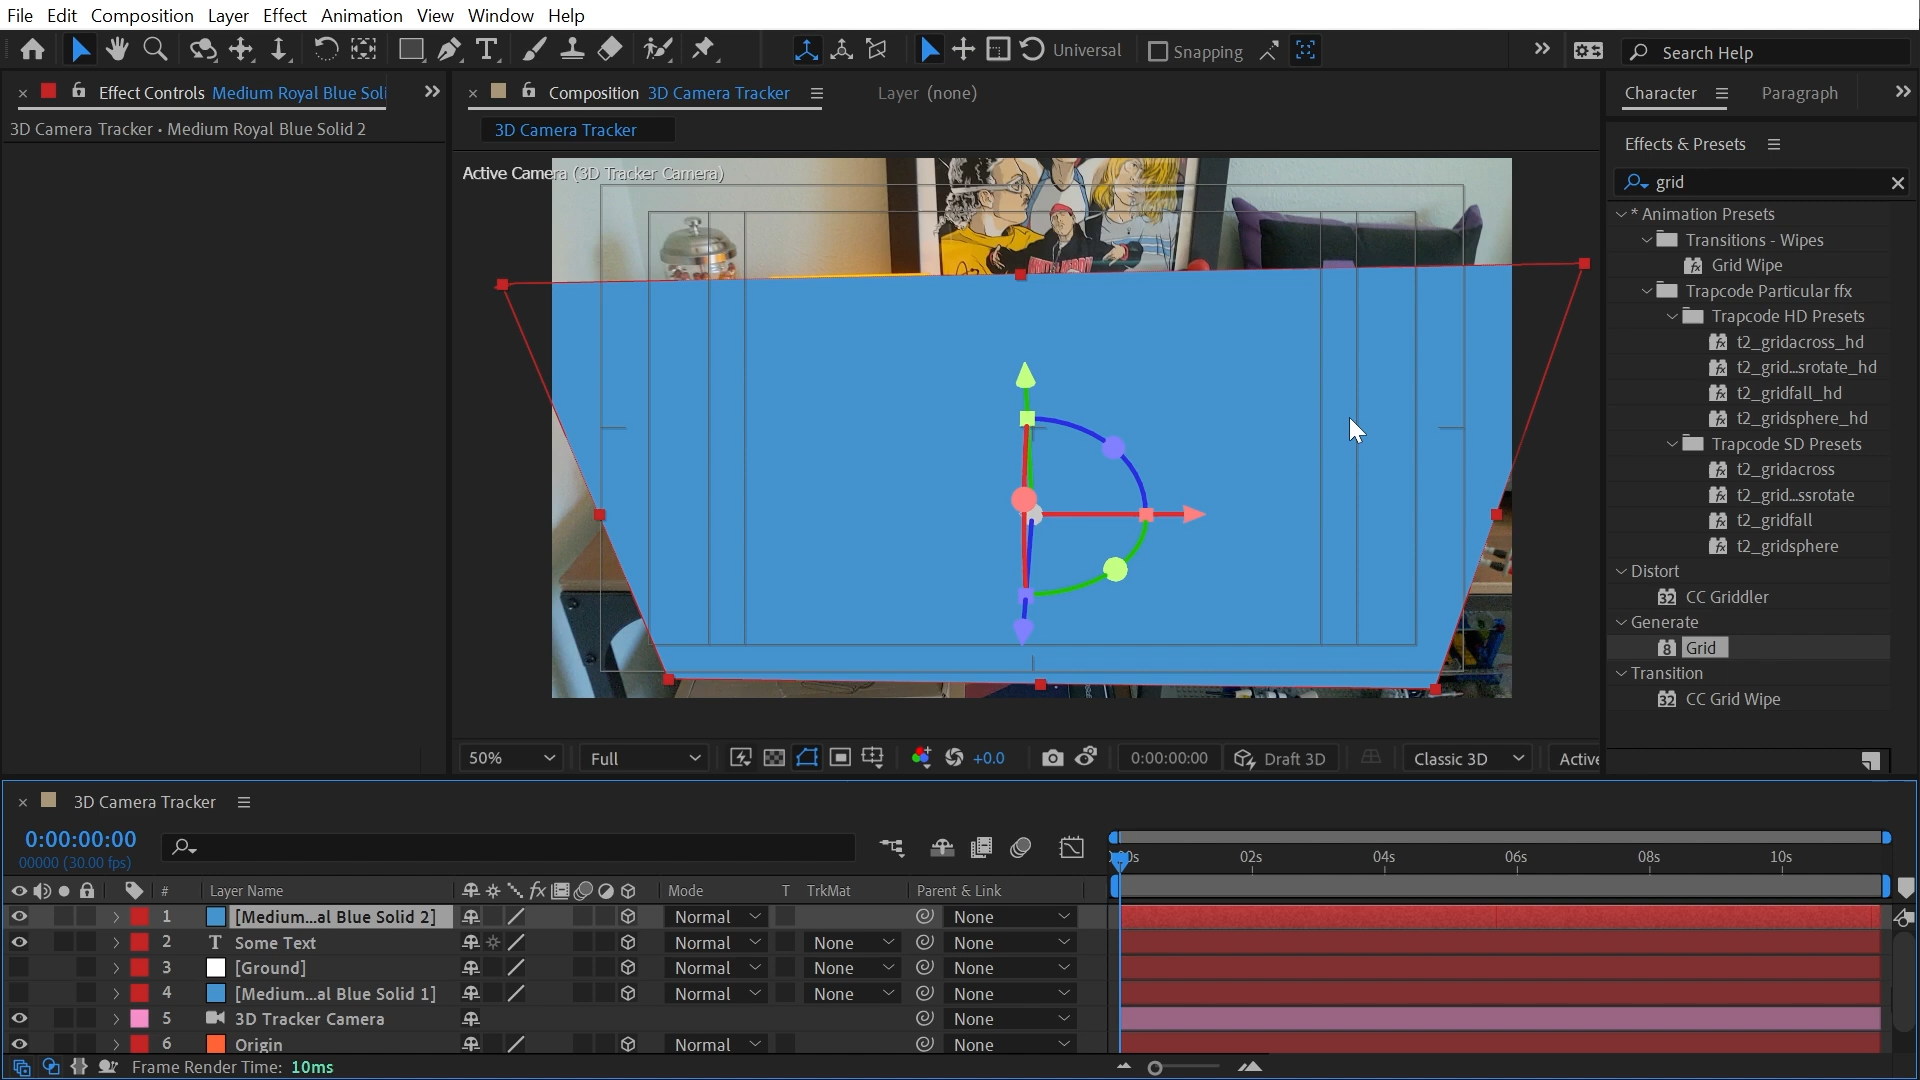 File Edit Composition Layer Effect Animation View Window Help
Universal Snapping Search Help
Effect Controls Medium Royal Blue Soli
Composition 3D Camera Tracker
Layer (none)
Character Paragraph
3D Camera Tracker • Medium Royal Blue Solid 2
3D Camera Tracker
Effects & Presets
Active Camera (3D Tracker Camera)
grid
* Animation Presets
Transitions - Wipes
Grid Wipe
Trapcode Particular ffx
Trapcode HD Presets
t2_gridacross_hd
t2_grid...srotate_hd
t2_gridfall_hd
t2_gridsphere_hd
Trapcode SD Presets
t2_gridacross
t2_grid...ssrotate
t2_gridfall
t2_gridsphere
Distort
32 CC Griddler
Generate
8 Grid
Transition
32 CC Grid Wipe
50% Full +0.0 0:00:00:00 Draft 3D Classic 3D Active
3D Camera Tracker
0:00:00:00
00000 (30.00 fps)
02s 04s 06s 08s 10s
# Layer Name fx Mode T TrkMat Parent & Link
1 [Medium...al Blue Solid 2] Normal None
2 T Some Text Normal None None
3 [Ground] Normal None None
4 [Medium...al Blue Solid 1] Normal None None
5 3D Tracker Camera None
6 Origin Normal None
Frame Render Time: 10ms